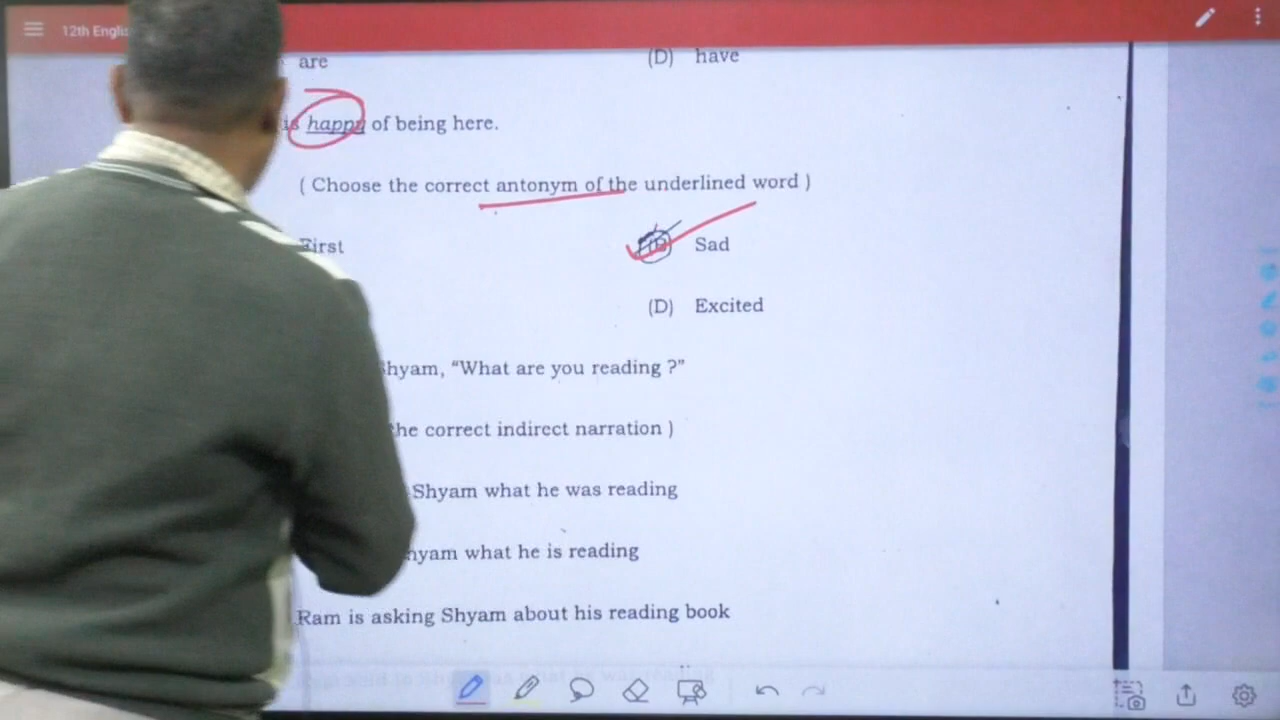 12th
are (D) have
is happy of being here.
( Choose the correct antonym of the underlined word )
First (B) Sad
(D) Excited
Shyam, “What are you reading ?”
the correct indirect narration )
Shyam what he was reading
Shyam what he is reading
Ram is asking Shyam about his reading book